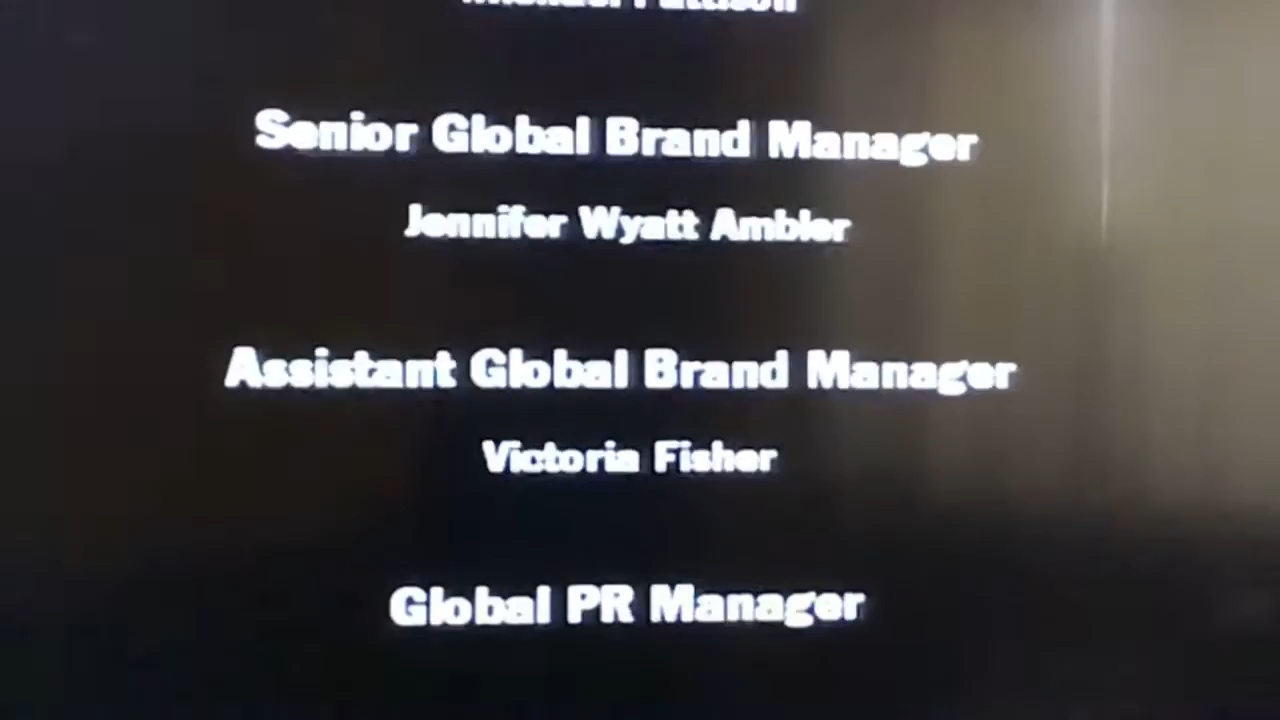 Senior Global Brand Manager
Jennifer Wyatt Ambler
Assistant Global Brand Manager
Victoria Fisher
Global PR Manager